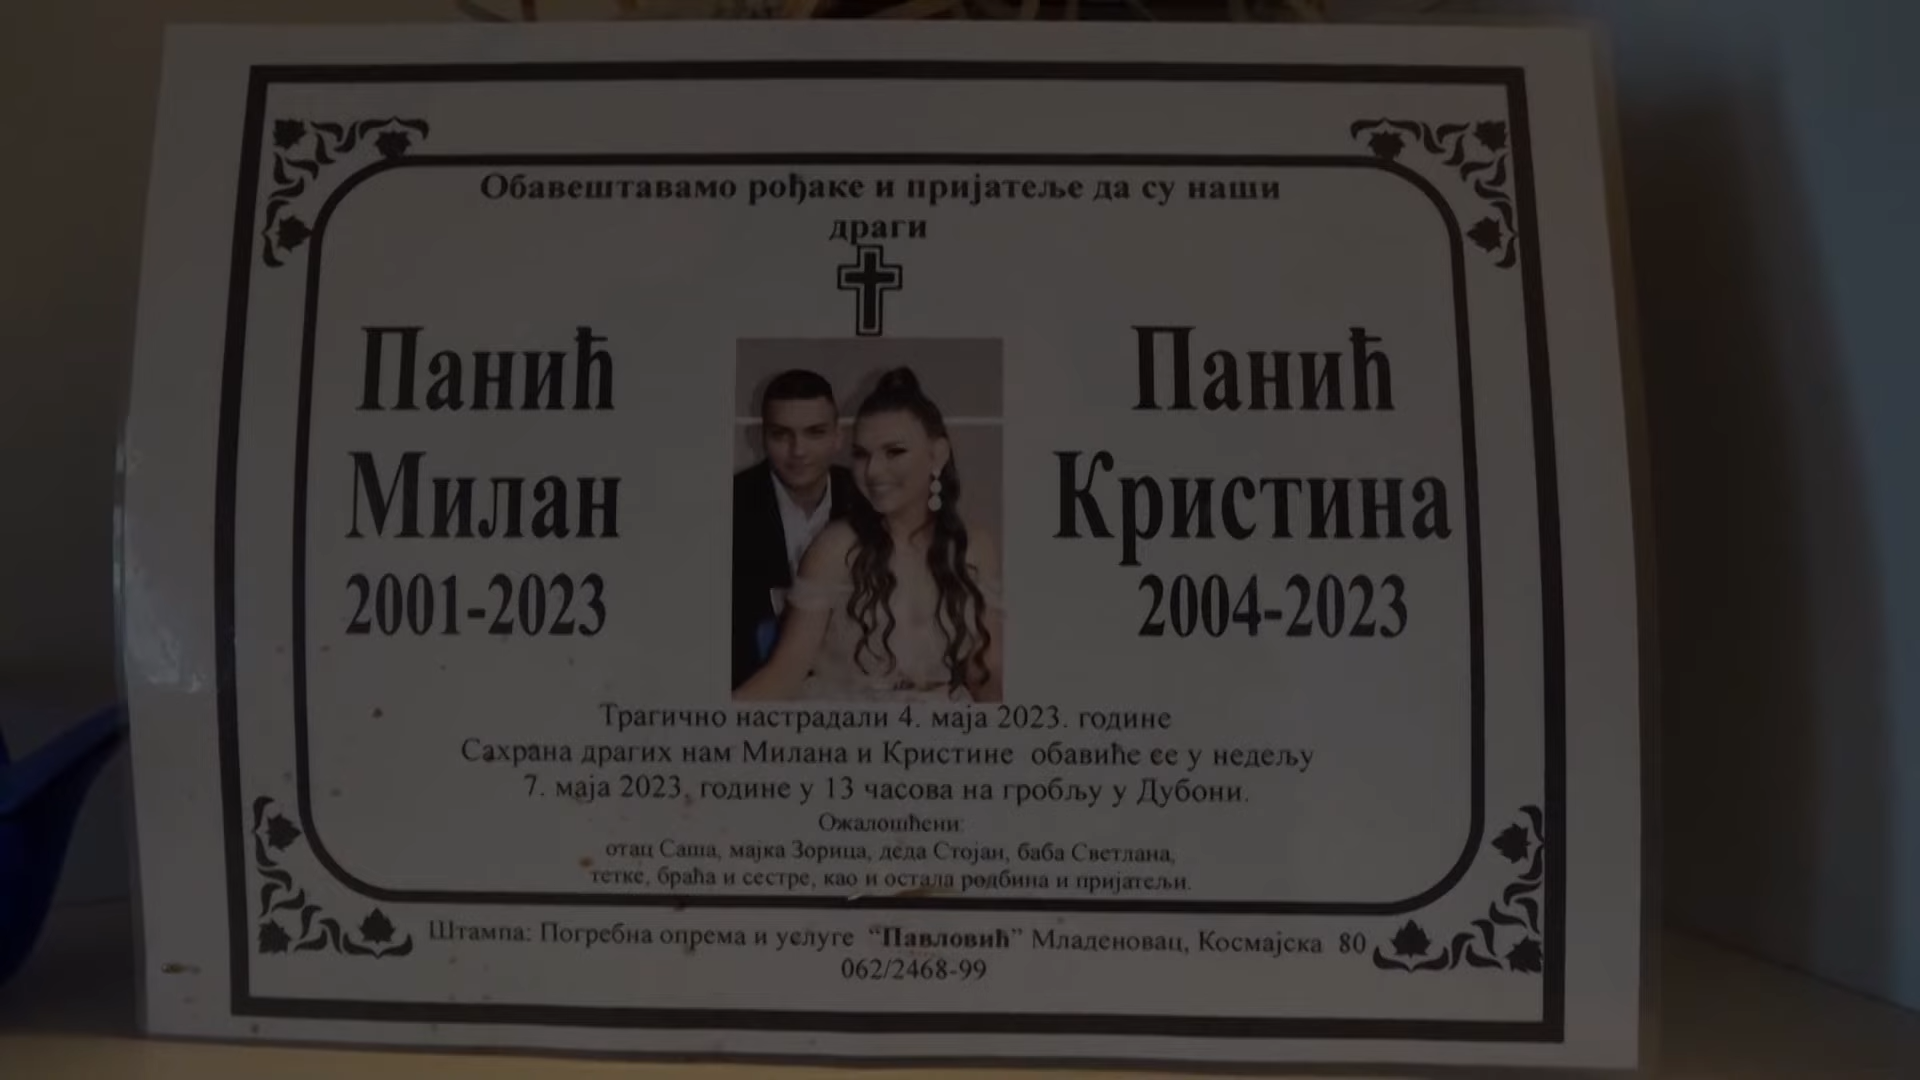 Обавештавамо рођаке и пријатеље да су наши
драги
Панић
Милан
2001-2023
Панић
Кристина
2004-2023
Трагично настрадали 4. маја 2023. године
Сахрана драгих нам Милана и Кристине обавиће се у недељу
7. маја 2023. године у 13 часова на гробљу у Дубони.
Ожалошћени:
отац Саша, мајка Зорица, деда Стојан, баба Светлана,
тетке, браћа и сестре, као и остала родбина и пријатељи.
Штампа: Погребна опрема и услуге “Павловић” Младеновац, Космајска 80
062/2468-99